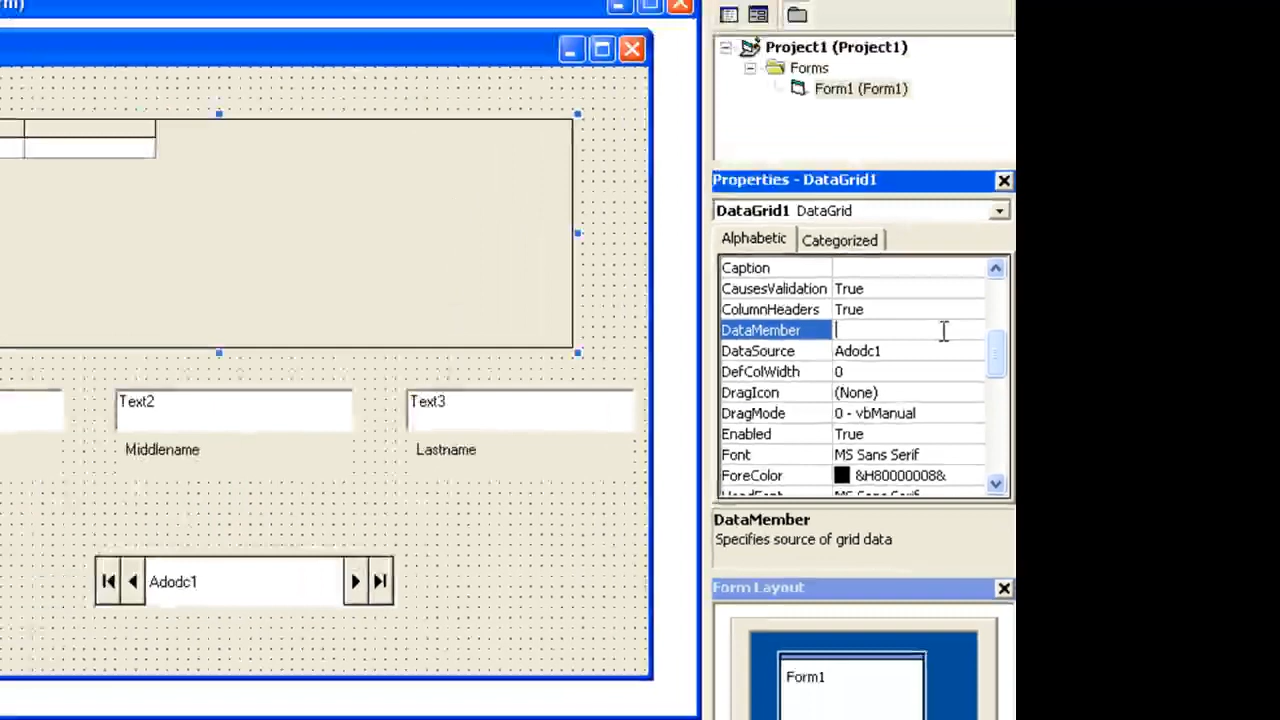 Project1 (Project1)
Forms
Form1 (Form1)
Properties - DataGrid1
DataGrid1 DataGrid
Alphabetic Categorized
Caption
CausesValidation True
ColumnHeaders True
DataMember
DataSource Adodc1
DefColWidth 0
DragIcon (None)
DragMode 0 - vbManual
Enabled True
Font MS Sans Serif
ForeColor &H80000008&
DataMember
Specifies source of grid data
Form Layout
Form1
Text2
Text3
Middlename
Lastname
Adodc1